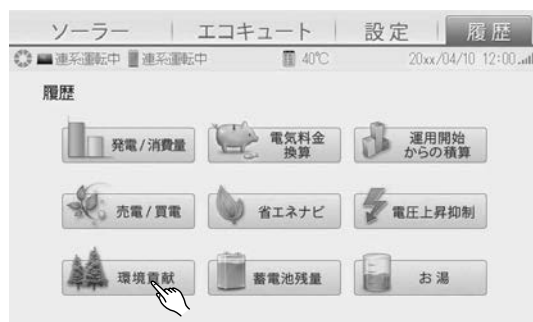 ソーラー エコキュート 設定 履歴
連系運転中 連系運転中 40℃ 20xx/04/10 12:00
履歴
発電/消費量
電気料金
換算
運用開始
からの積算
売電/買電
省エネナビ
電圧上昇抑制
環境貢献
蓄電池残量
お湯